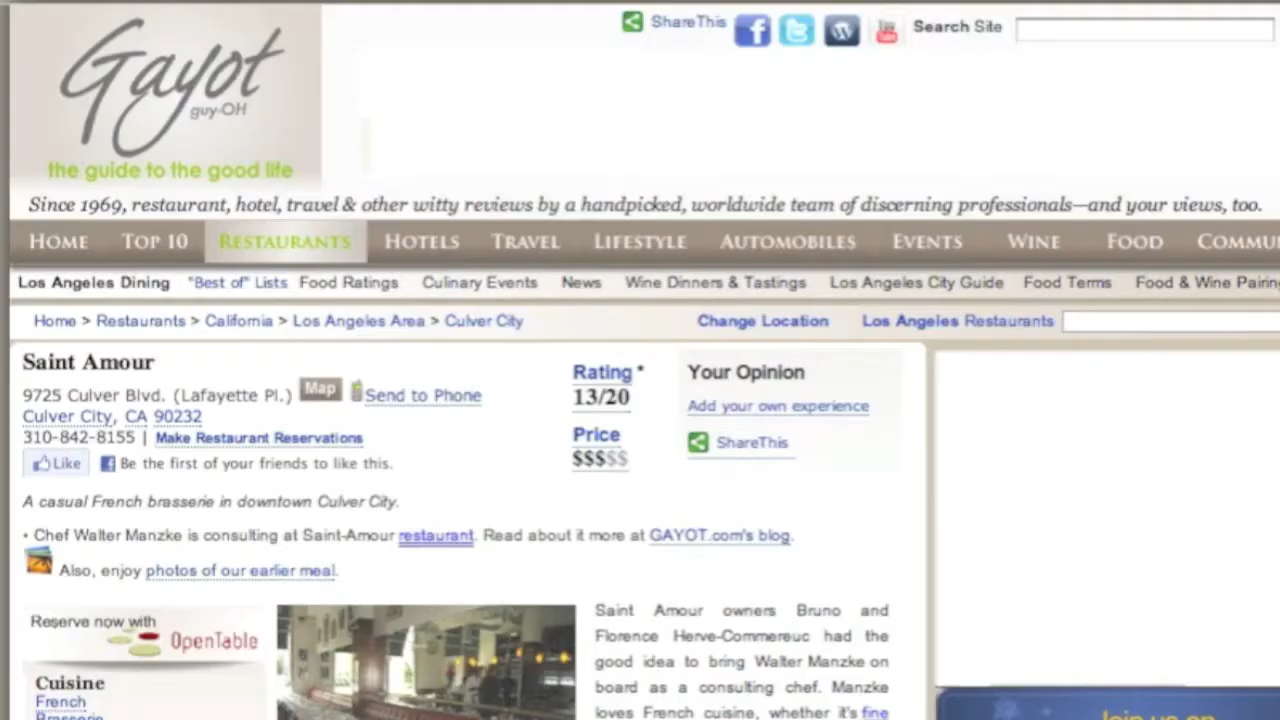 Gayot
guy-OH
the guide to the good life
ShareThis
Search Site
Since 1969, restaurant, hotel, travel & other witty reviews by a handpicked, worldwide team of discerning professionals—and your views, too.
HOME TOP 10 RESTAURANTS HOTELS TRAVEL LIFESTYLE AUTOMOBILES EVENTS WINE FOOD COMMU
Los Angeles Dining "Best of" Lists Food Ratings Culinary Events News Wine Dinners & Tastings Los Angeles City Guide Food Terms Food & Wine Pairing
Home > Restaurants > California > Los Angeles Area > Culver City Change Location Los Angeles Restaurants
Saint Amour
9725 Culver Blvd. (Lafayette Pl.) Map Send to Phone
Culver City, CA 90232
310-842-8155 | Make Restaurant Reservations
Like Be the first of your friends to like this.
Rating *
13/20
Price
$$$$$
Your Opinion
Add your own experience
ShareThis
A casual French brasserie in downtown Culver City.
• Chef Walter Manzke is consulting at Saint-Amour restaurant. Read about it more at GAYOT.com's blog.
Also, enjoy photos of our earlier meal.
Reserve now with
OpenTable
Cuisine
French
Brasserie
Saint Amour owners Bruno and
Florence Herve-Commereuc had the
good idea to bring Walter Manzke on
board as a consulting chef. Manzke
loves French cuisine, whether it's fine
Join us on